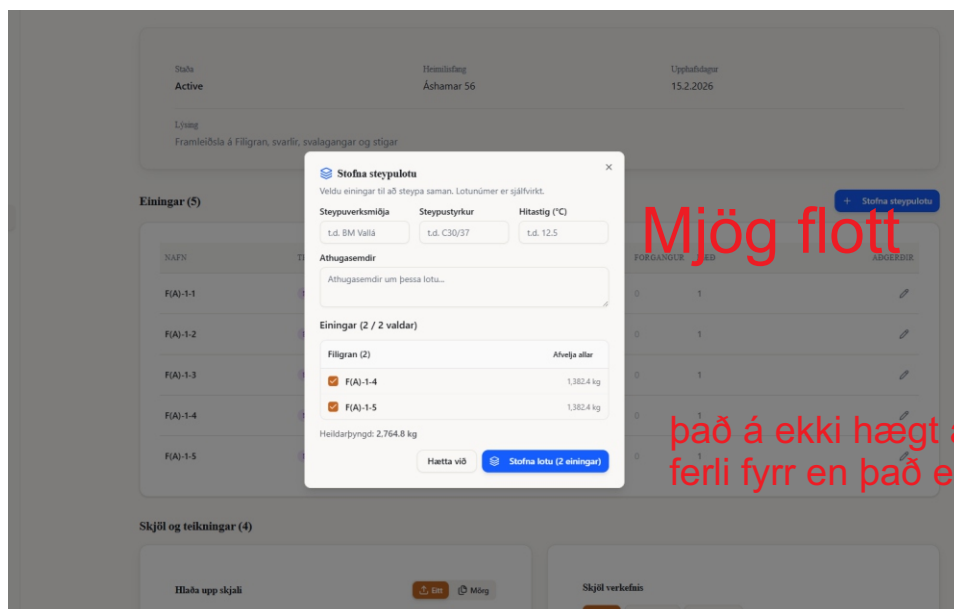 Staða
Heimilisfang
Upphafsdagur
Active
Áshamar 56
15.2.2026
Lýsing
Framleiðsla á Filigran, svarlir, svalagangar og stigar
Einingar (5)
+ Stofna steypulotu
NAFN
FORGANGUR
AÐGERÐIR
F(A)-1-1
0
1
F(A)-1-2
0
1
F(A)-1-3
0
1
F(A)-1-4
0
1
F(A)-1-5
0
1
Stofna steypulotu
×
Veldu einingar til að steypa saman. Lotunúmer er sjálfvirkt.
Steypuverksmiðja
Steypustyrkur
Hitastig (°C)
t.d. BM Vallá
t.d. C30/37
t.d. 12.5
Athugasemdir
Athugasemdir um þessa lotu...
Einingar (2 / 2 valdar)
Filigran (2)
Afvelja allar
F(A)-1-4
1,382.4 kg
F(A)-1-5
1,382.4 kg
Heildarþyngd: 2,764.8 kg
Hætta við
Stofna lotu (2 einingar)
Mjög flott
það á ekki hægt
ferli fyrr en það
Skjöl og teikningar (4)
Hlaða upp skjali
Eitt
Mörg
Skjöl verkefnis